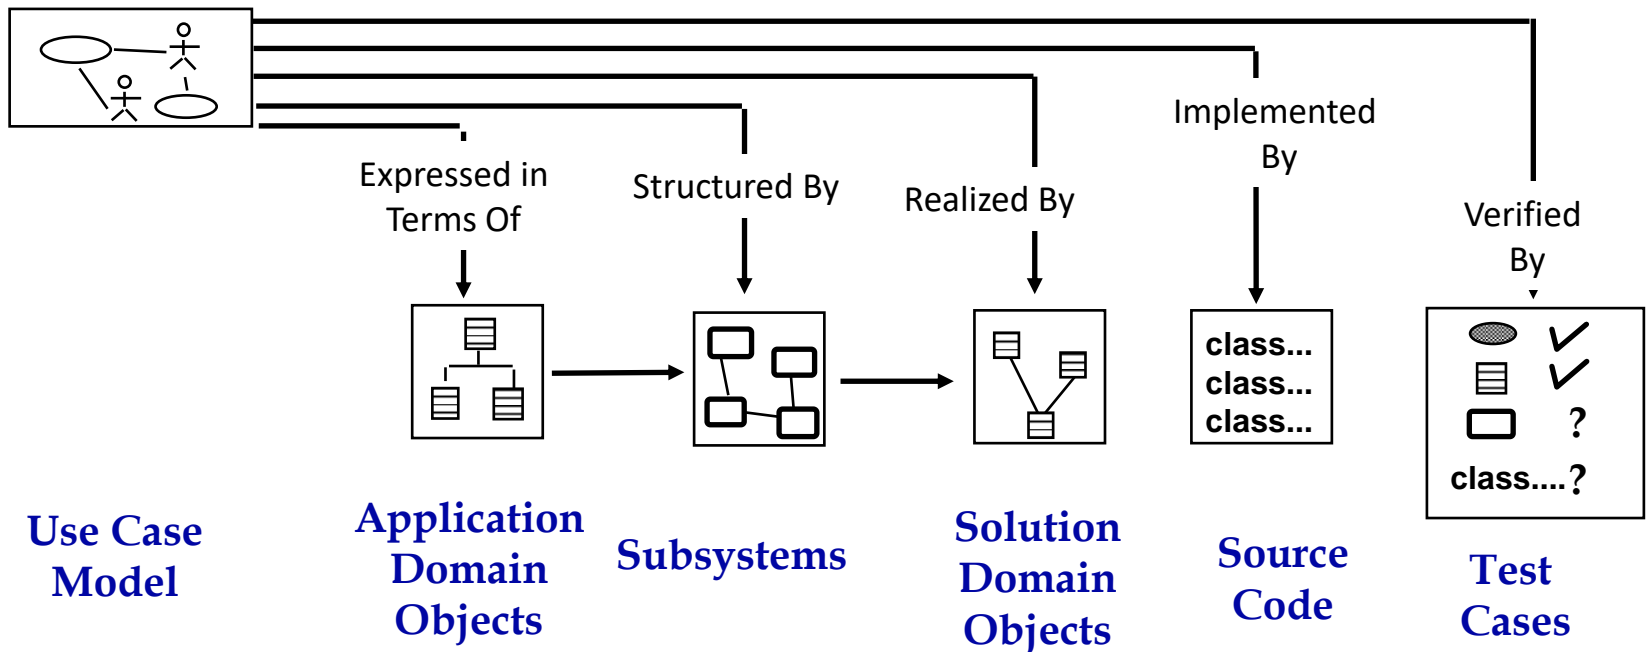 Expressed in
Terms Of
Structured By
Realized By
Implemented
By
Verified
By
class...
class...
class...
?
class....?
Use Case
Model
Application
Domain
Objects
Subsystems
Solution
Domain
Objects
Source
Code
Test
Cases